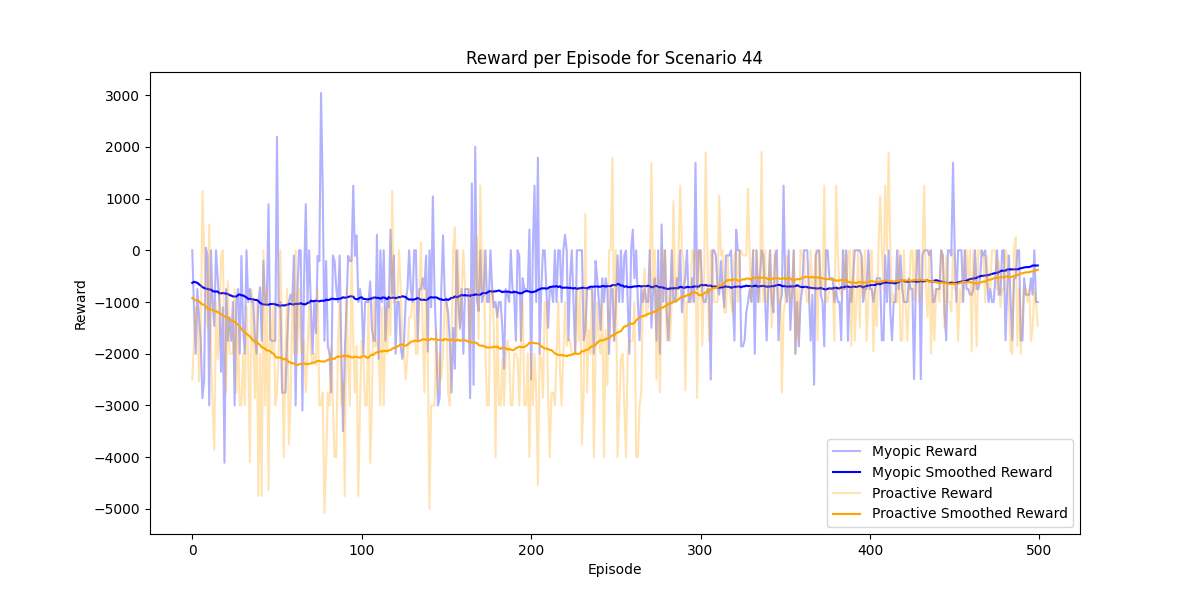 Reward per Episode for Scenario 44
Reward
3000
2000
1000
0
−1000
−2000
−3000
−4000
−5000
Myopic Reward
Myopic Smoothed Reward
Proactive Reward
Proactive Smoothed Reward
0 100 200 300 400 500
Episode